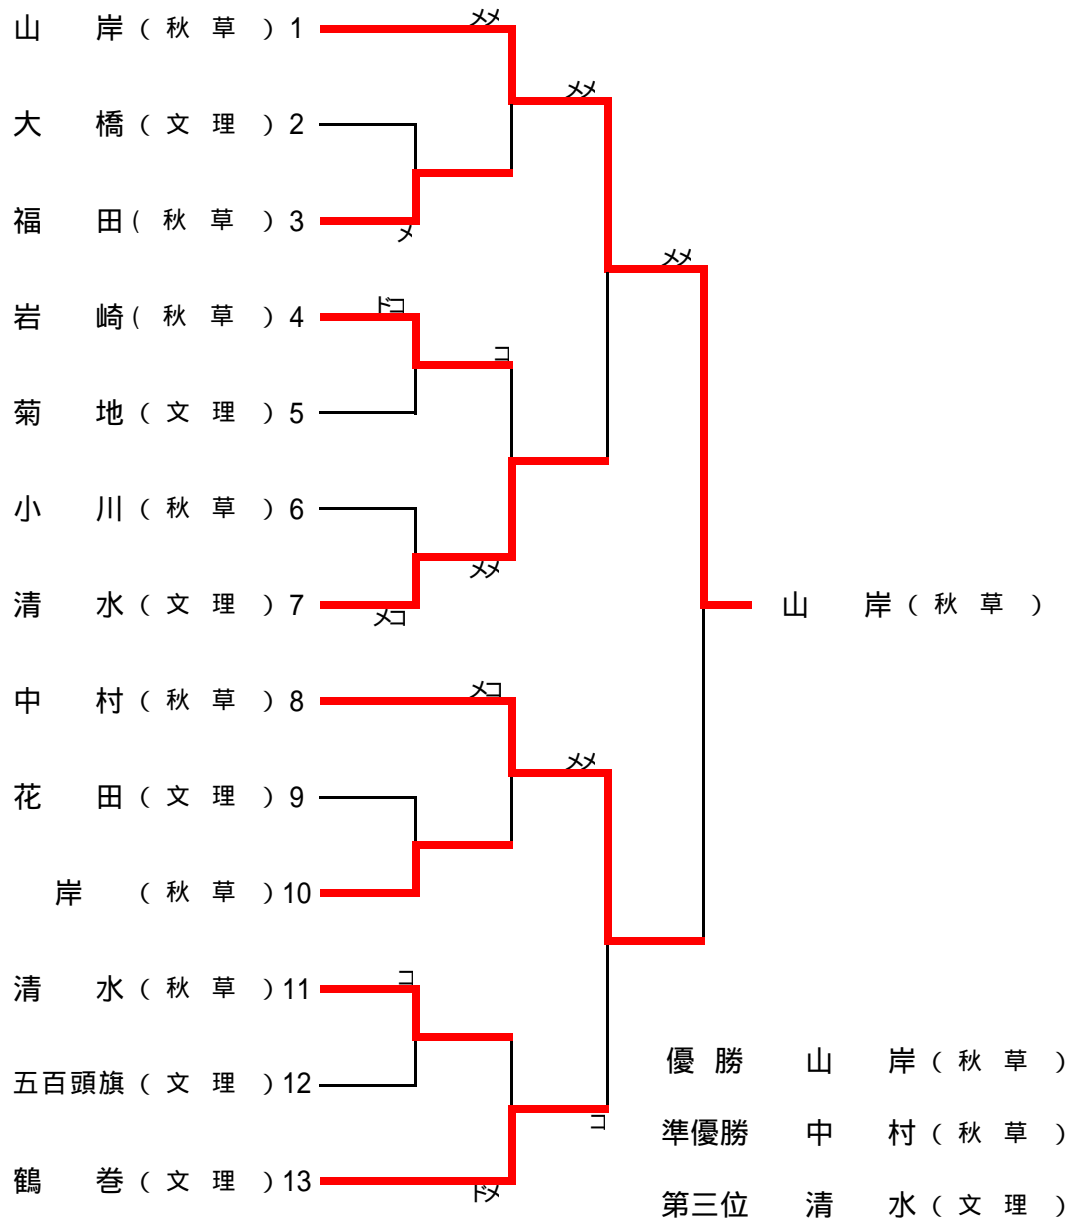 メメ
山 岸 ( 秋 草 ) 1
メメ
大 橋 ( 文 理 ) 2
福 田 ( 秋 草 ) 3
メ
メメ
ドコ
岩 崎 ( 秋 草 ) 4
コ
菊 地 ( 文 理 ) 5
小 川 ( 秋 草 ) 6
メメ
清 水 ( 文 理 ) 7
メコ
山 岸 ( 秋 草 )
メコ
中 村 ( 秋 草 ) 8
メメ
花 田 ( 文 理 ) 9
岸 ( 秋 草 ) 10
コ
清 水 ( 秋 草 ) 11
五百頭旗 ( 文 理 ) 12
コ
鶴 巻 ( 文 理 ) 13
ドメ
優 勝 山 岸 ( 秋 草 )
準優勝 中 村 ( 秋 草 )
第三位 清 水 ( 文 理 )